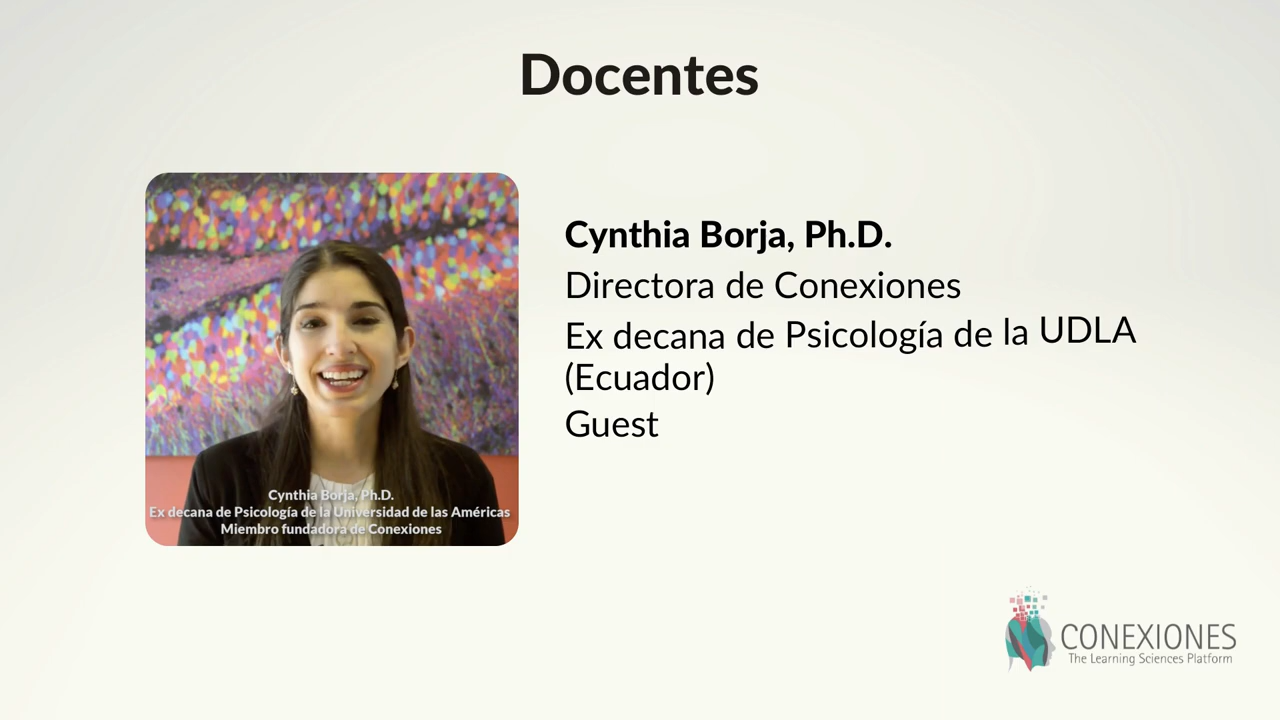 Docentes
Cynthia Borja, Ph.D.
Directora de Conexiones
Ex decana de Psicología de la UDLA
(Ecuador)
Guest
Cynthia Borja, Ph.D.
Ex decana de Psicología de la Universidad de las Américas
Miembro fundadora de Conexiones
CONEXIONES
The Learning Sciences Platform